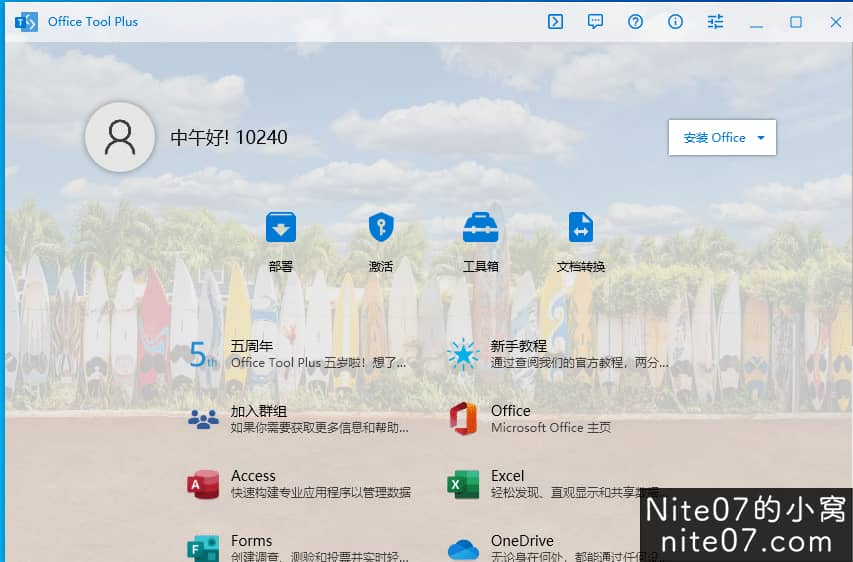 Office Tool Plus
中午好! 10240
安装 Office
部署
激活
工具箱
文档转换
5th
五周年
Office Tool Plus 五岁啦！想了...
新手教程
通过查阅我们的官方教程，两分...
加入群组
如果你需要获取更多信息和帮助...
Office
Microsoft Office 主页
Access
快速构建专业应用程序以管理数据
Excel
轻松发现、直观显示和共享数据
Forms
创建调查、测验和投票并实时轻...
OneDrive
无论身在何处，都能通过任何设
Nite07的小窝
nite07.com